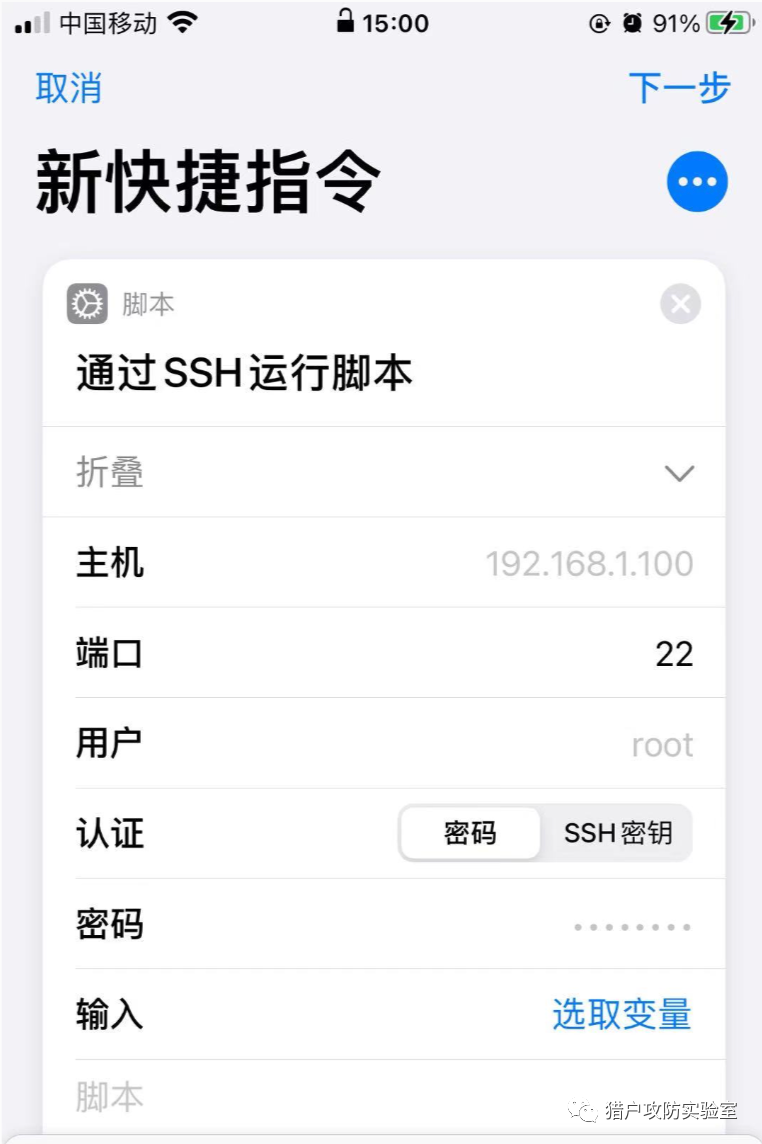 中国移动 15:00 91%
取消 下一步
新快捷指令
脚本
通过SSH运行脚本
折叠
主机 192.168.1.100
端口 22
用户 root
认证 密码 SSH密钥
密码 ••••••••
输入 选取变量
脚本
猎户攻防实验室